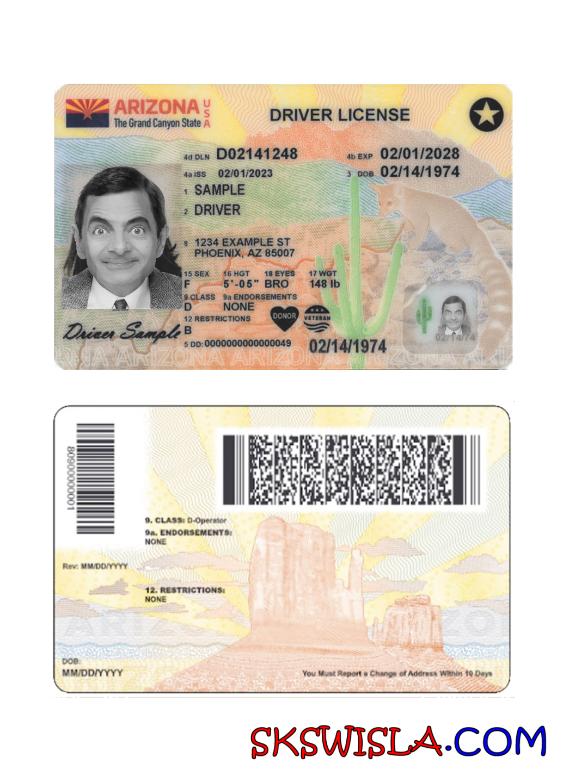 ARIZONA USA
The Grand Canyon State
DRIVER LICENSE
4d DLN D02141248
4b EXP 02/01/2028
4a ISS 02/01/2023
3 DOB 02/14/1974
1 SAMPLE
2 DRIVER
8 1234 EXAMPLE ST
PHOENIX, AZ 85007
15 SEX 16 HGT 18 EYES 17 WGT
F 5'-05" BRO 148 lb
9 CLASS 9a ENDORSEMENTS
D NONE
12 RESTRICTIONS
B
DONOR
VETERAN
Driver Sample
5 DD: 0000000000000049
02/14/1974
02/14/74
ARIZONA ARIZONA ARIZONA
8090000000001
9. CLASS: D-Operator
9a. ENDORSEMENTS:
NONE
Rev: MM/DD/YYYY
12. RESTRICTIONS:
NONE
DOB:
MM/DD/YYYY
You Must Report a Change of Address Within 10 Days
SKSWISLA.COM